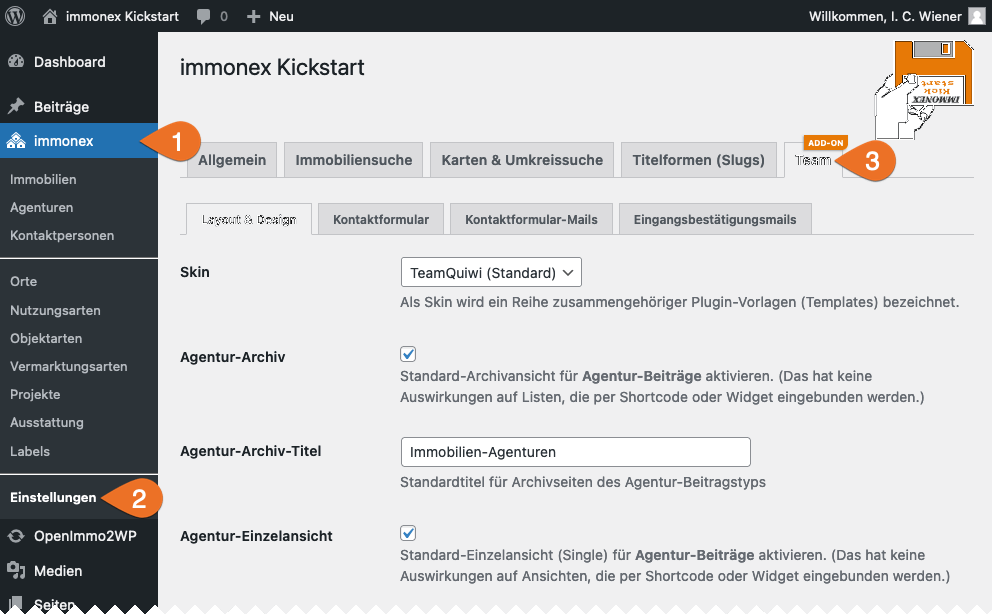 immonex Kickstart 0 Neu Willkommen, I. C. Wiener
Dashboard
Beiträge
immonex
1
Immobilien
Agenturen
Kontaktpersonen
Orte
Nutzungsarten
Objektarten
Vermarktungsarten
Projekte
Ausstattung
Labels
Einstellungen
2
OpenImmo2WP
Medien
Seiten
immonex Kickstart
IMMONEX
KICK
start
Allgemein Immobiliensuche Karten & Umkreissuche Titelformen (Slugs) Team
ADD-ON
3
Layout & Design Kontaktformular Kontaktformular-Mails Eingangsbestätigungsmails
Skin
TeamQuiwi (Standard)
Als Skin wird ein Reihe zusammengehöriger Plugin-Vorlagen (Templates) bezeichnet.
Agentur-Archiv
Standard-Archivansicht für Agentur-Beiträge aktivieren. (Das hat keine
Auswirkungen auf Listen, die per Shortcode oder Widget eingebunden werden.)
Agentur-Archiv-Titel
Immobilien-Agenturen
Standardtitel für Archivseiten des Agentur-Beitragstyps
Agentur-Einzelansicht
Standard-Einzelansicht (Single) für Agentur-Beiträge aktivieren. (Das hat keine
Auswirkungen auf Ansichten, die per Shortcode oder Widget eingebunden werden.)